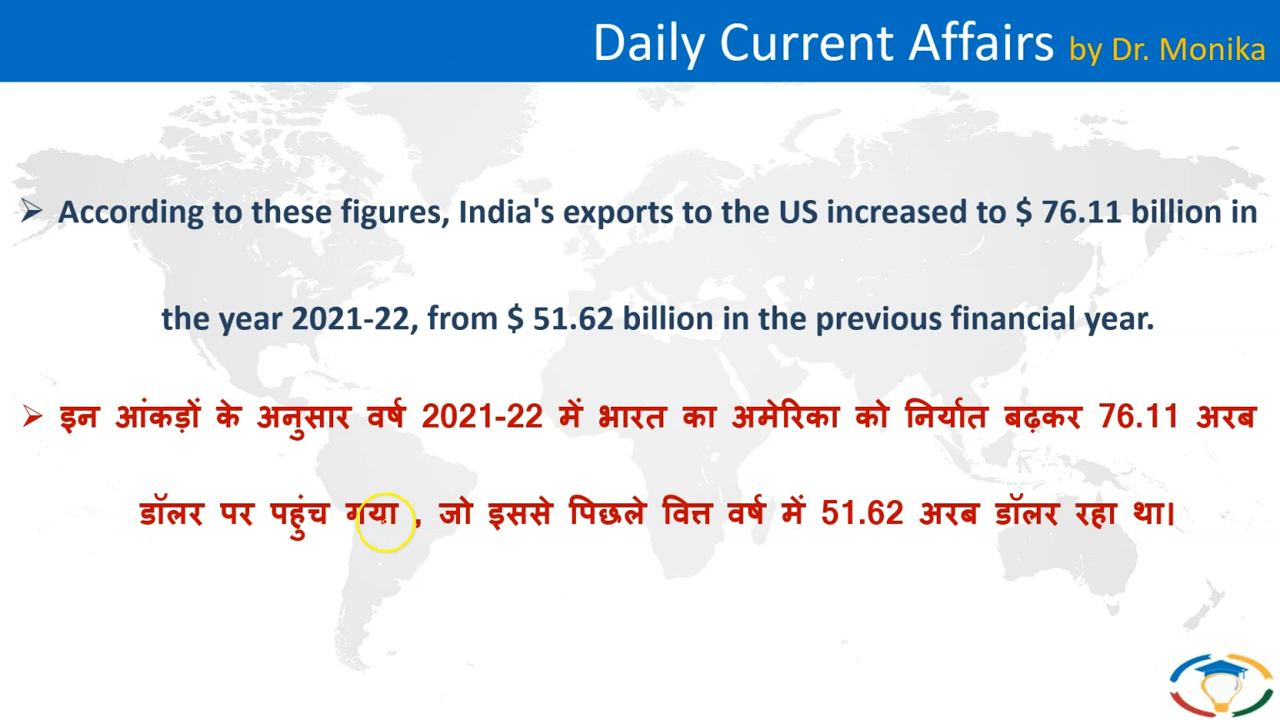 Daily Current Affairs by Dr. Monika
➢ According to these figures, India's exports to the US increased to $ 76.11 billion in
the year 2021-22, from $ 51.62 billion in the previous financial year.
➢ इन आंकड़ों के अनुसार वर्ष 2021-22 में भारत का अमेरिका को निर्यात बढ़कर 76.11 अरब
डॉलर पर पहुंच गया , जो इससे पिछले वित्त वर्ष में 51.62 अरब डॉलर रहा था।